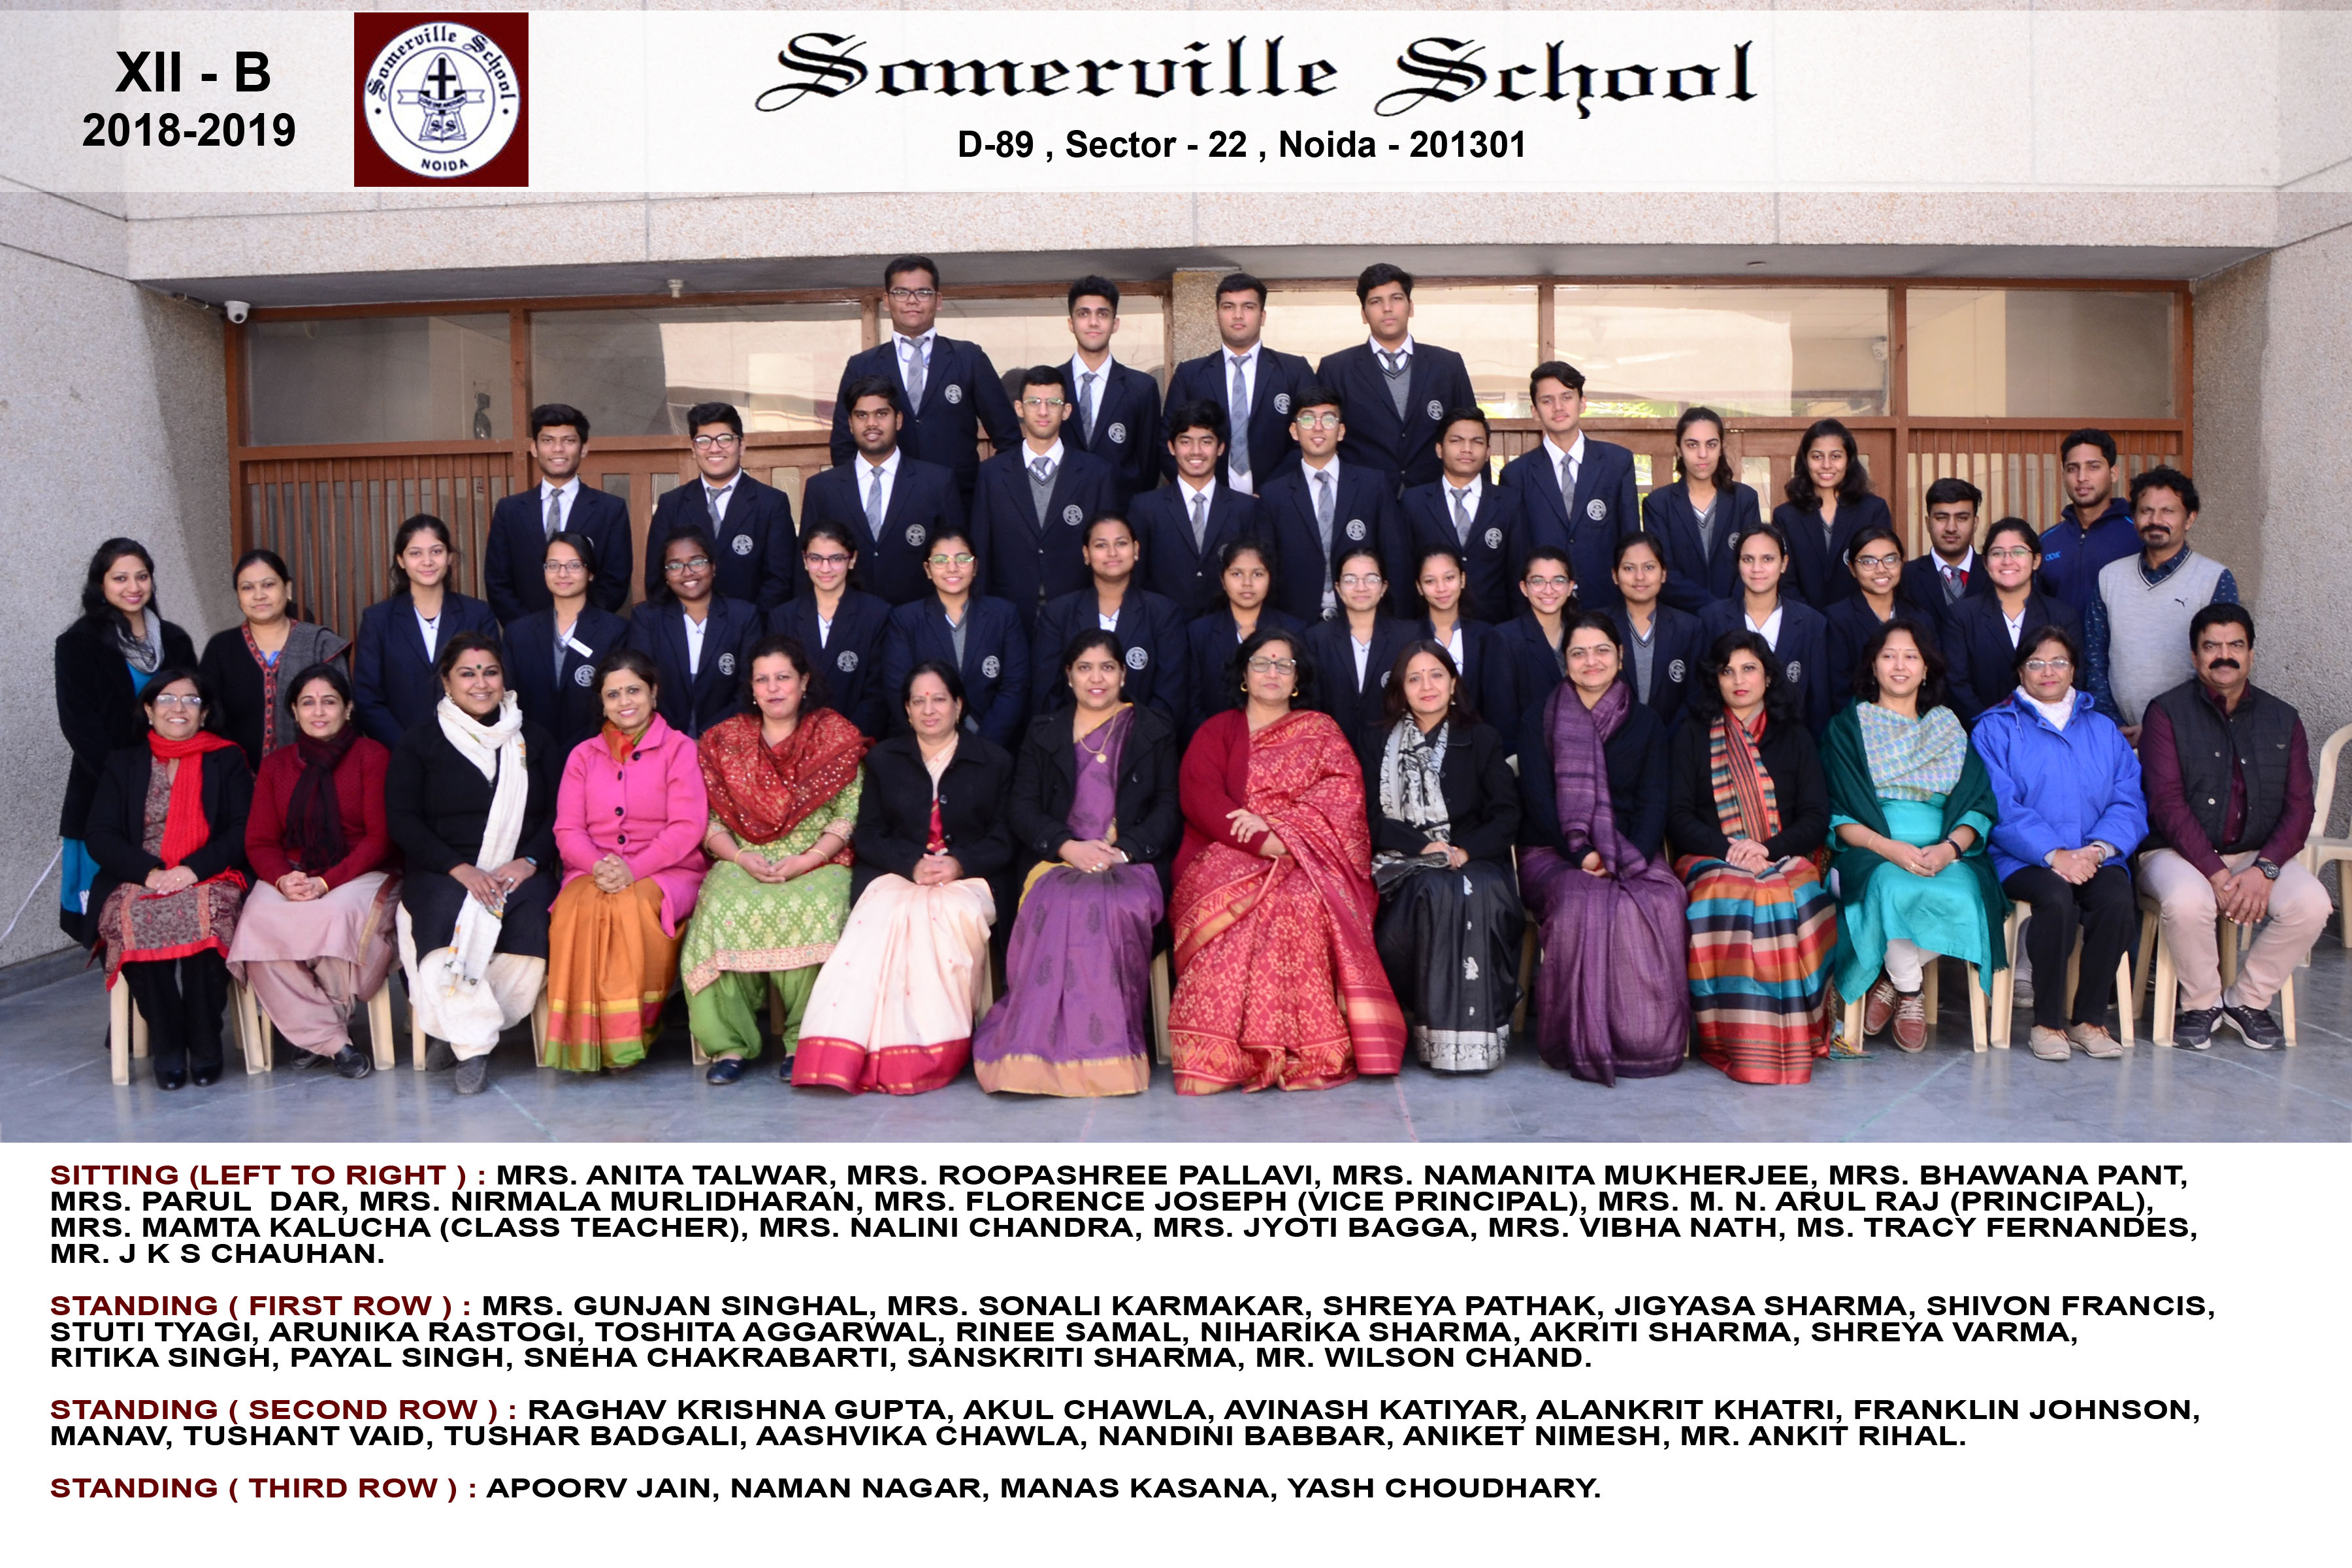 XII - B
2018-2019
Somerville School
NOIDA
Somerville School
D-89 , Sector - 22 , Noida - 201301
SITTING (LEFT TO RIGHT ) : MRS. ANITA TALWAR, MRS. ROOPASHREE PALLAVI, MRS. NAMANITA MUKHERJEE, MRS. BHAWANA PANT,
MRS. PARUL DAR, MRS. NIRMALA MURLIDHARAN, MRS. FLORENCE JOSEPH (VICE PRINCIPAL), MRS. M. N. ARUL RAJ (PRINCIPAL),
MRS. MAMTA KALUCHA (CLASS TEACHER), MRS. NALINI CHANDRA, MRS. JYOTI BAGGA, MRS. VIBHA NATH, MS. TRACY FERNANDES,
MR. J K S CHAUHAN.
STANDING ( FIRST ROW ) : MRS. GUNJAN SINGHAL, MRS. SONALI KARMAKAR, SHREYA PATHAK, JIGYASA SHARMA, SHIVON FRANCIS,
STUTI TYAGI, ARUNIKA RASTOGI, TOSHITA AGGARWAL, RINEE SAMAL, NIHARIKA SHARMA, AKRITI SHARMA, SHREYA VARMA,
RITIKA SINGH, PAYAL SINGH, SNEHA CHAKRABARTI, SANSKRITI SHARMA, MR. WILSON CHAND.
STANDING ( SECOND ROW ) : RAGHAV KRISHNA GUPTA, AKUL CHAWLA, AVINASH KATIYAR, ALANKRIT KHATRI, FRANKLIN JOHNSON,
MANAV, TUSHANT VAID, TUSHAR BADGALI, AASHVIKA CHAWLA, NANDINI BABBAR, ANIKET NIMESH, MR. ANKIT RIHAL.
STANDING ( THIRD ROW ) : APOORV JAIN, NAMAN NAGAR, MANAS KASANA, YASH CHOUDHARY.